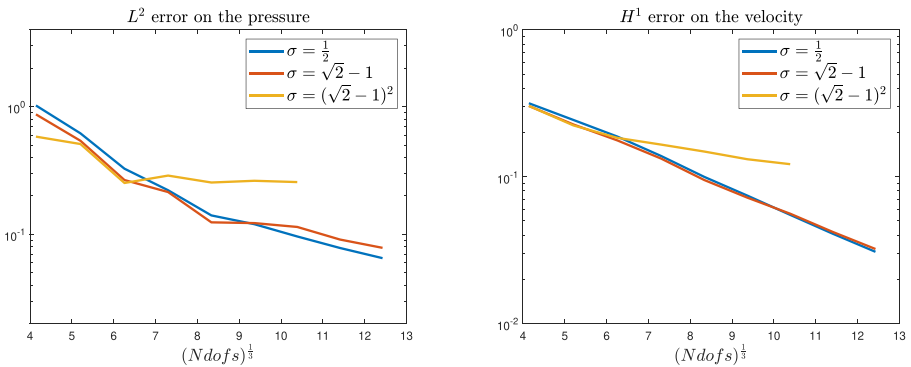 L² error on the pressure
σ = 1/2
σ = √2 − 1
σ = (√2 − 1)²
10⁰
10⁻¹
4 5 6 7 8 9 10 11 12 13
(Ndofs)^(1/3)
H¹ error on the velocity
σ = 1/2
σ = √2 − 1
σ = (√2 − 1)²
10⁰
10⁻¹
10⁻²
4 5 6 7 8 9 10 11 12 13
(Ndofs)^(1/3)